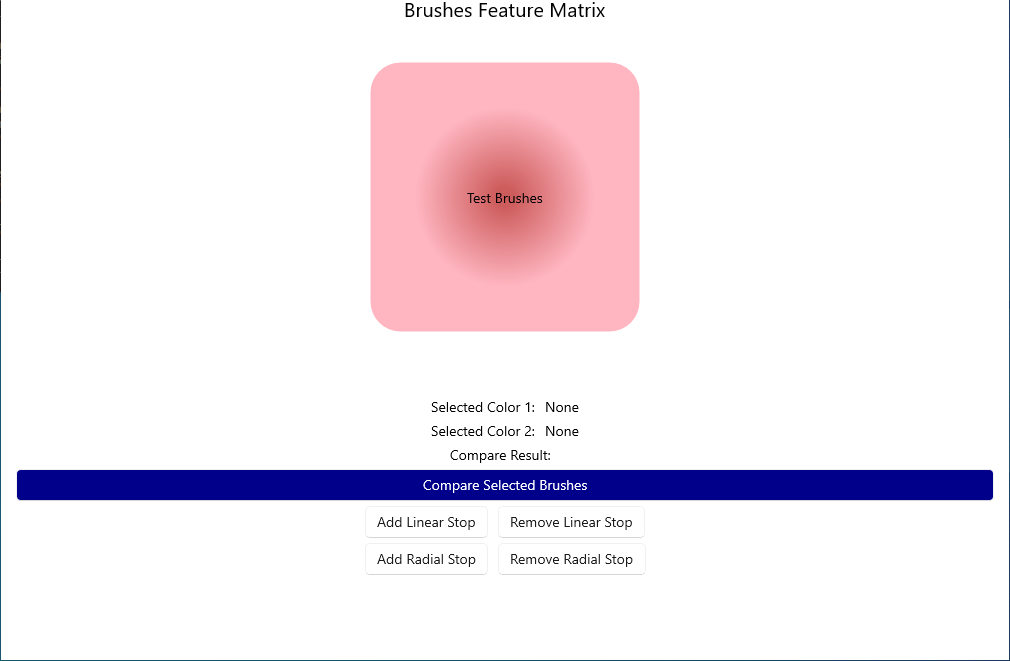 Brushes Feature Matrix
Test Brushes
Selected Color 1: None
Selected Color 2: None
Compare Result:
Compare Selected Brushes
Add Linear Stop Remove Linear Stop
Add Radial Stop Remove Radial Stop